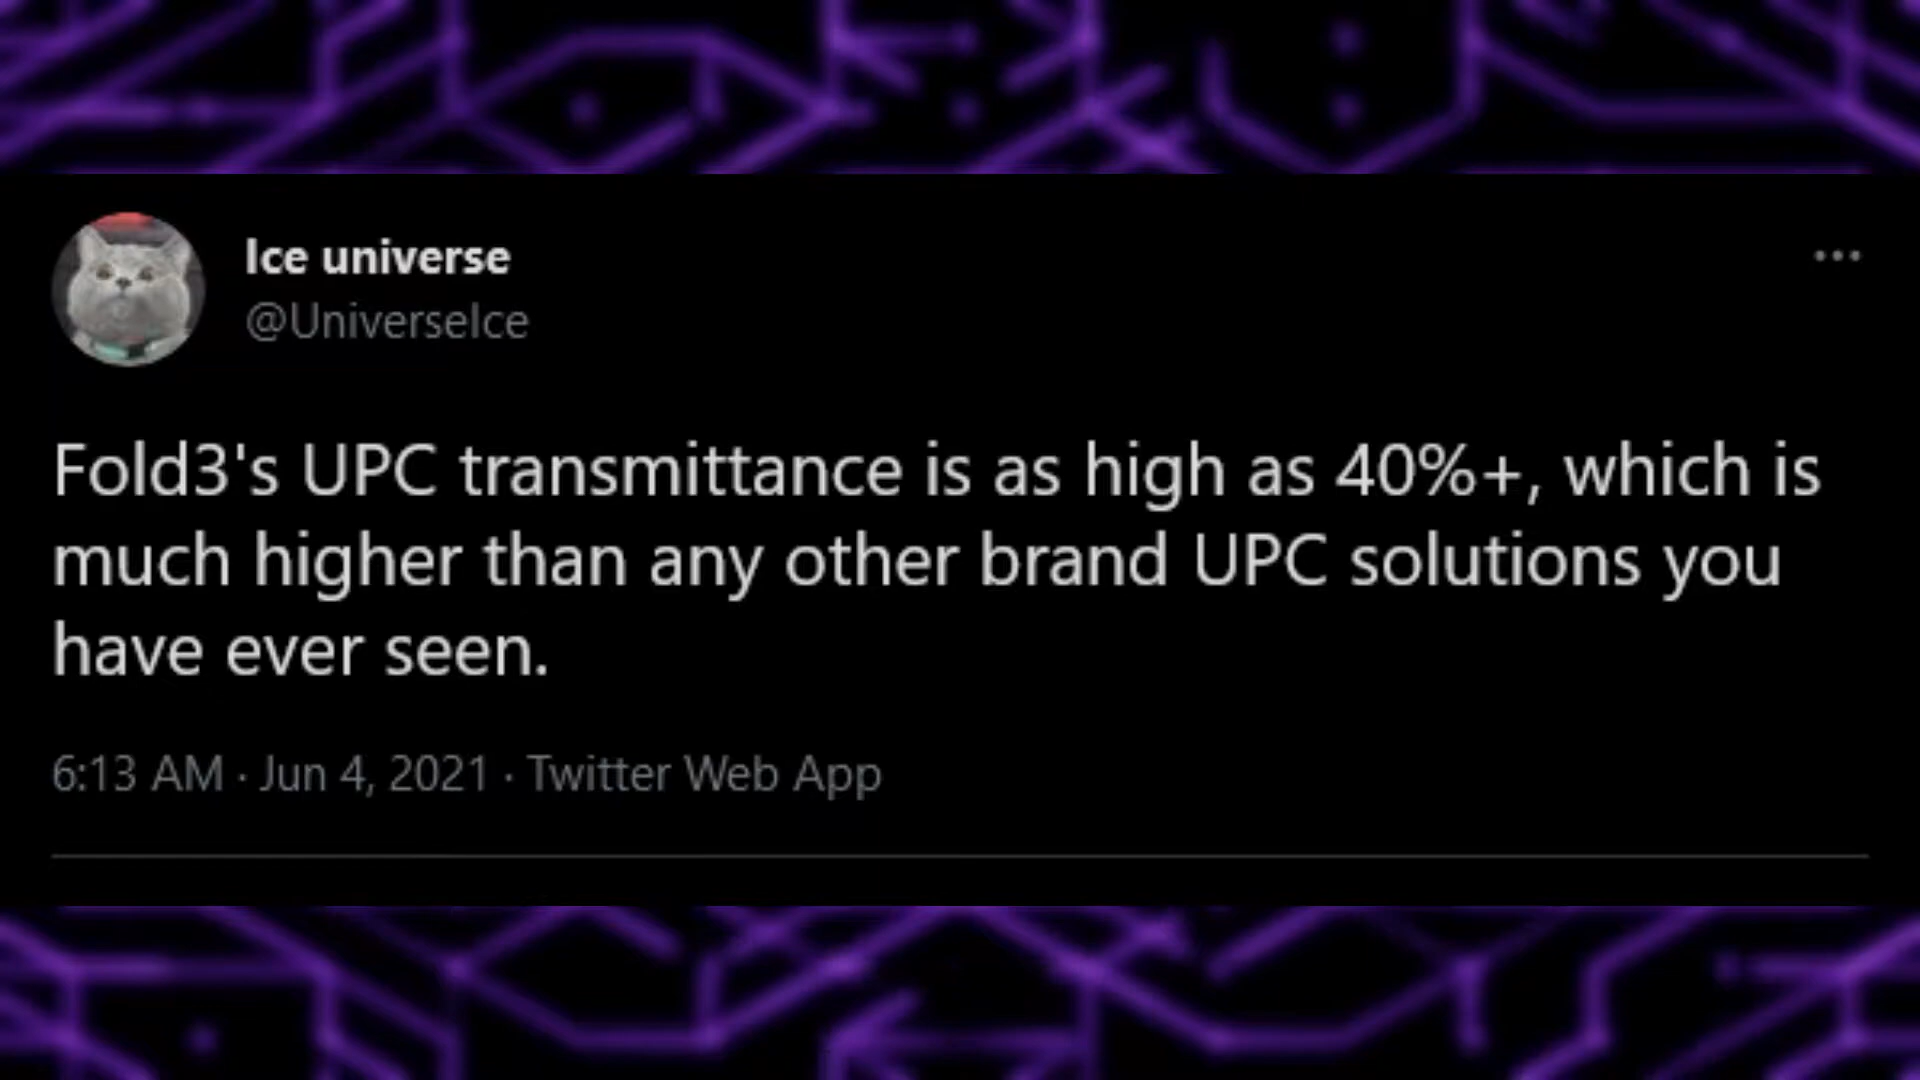 Ice universe
@UniverseIce
Fold3's UPC transmittance is as high as 40%+, which is
much higher than any other brand UPC solutions you
have ever seen.
6:13 AM · Jun 4, 2021 · Twitter Web App